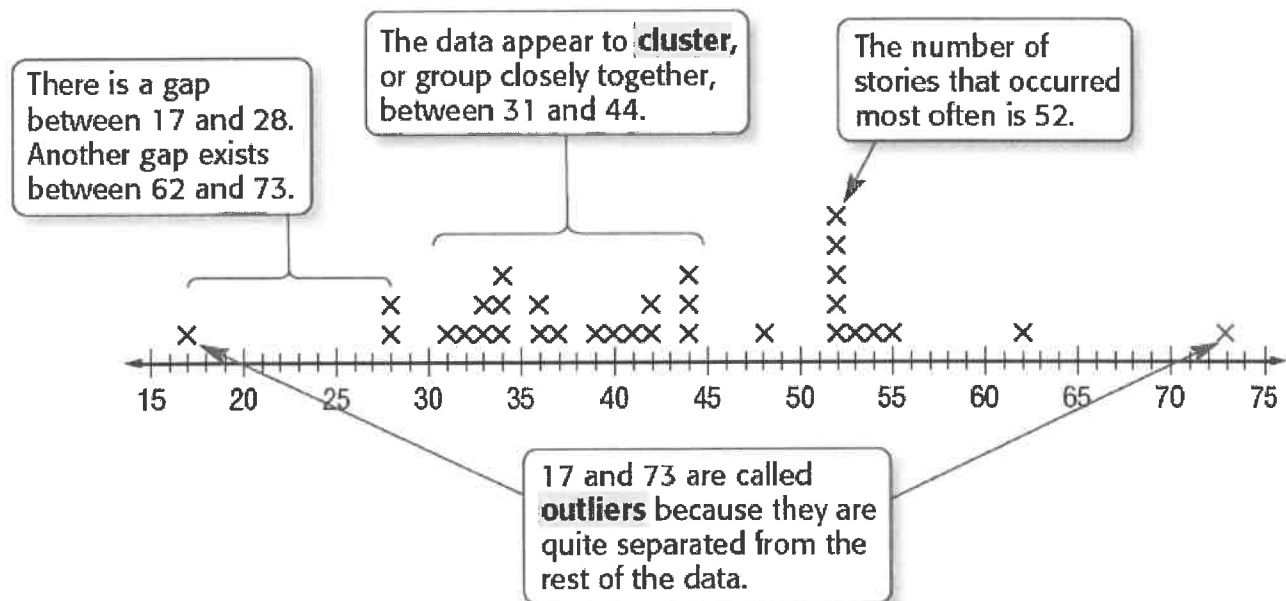 There is a gap
between 17 and 28.
Another gap exists
between 62 and 73.
The data appear to cluster,
or group closely together,
between 31 and 44.
The number of
stories that occurred
most often is 52.
15 20 25 30 35 40 45 50 55 60 65 70 75
17 and 73 are called
outliers because they are
quite separated from the
rest of the data.